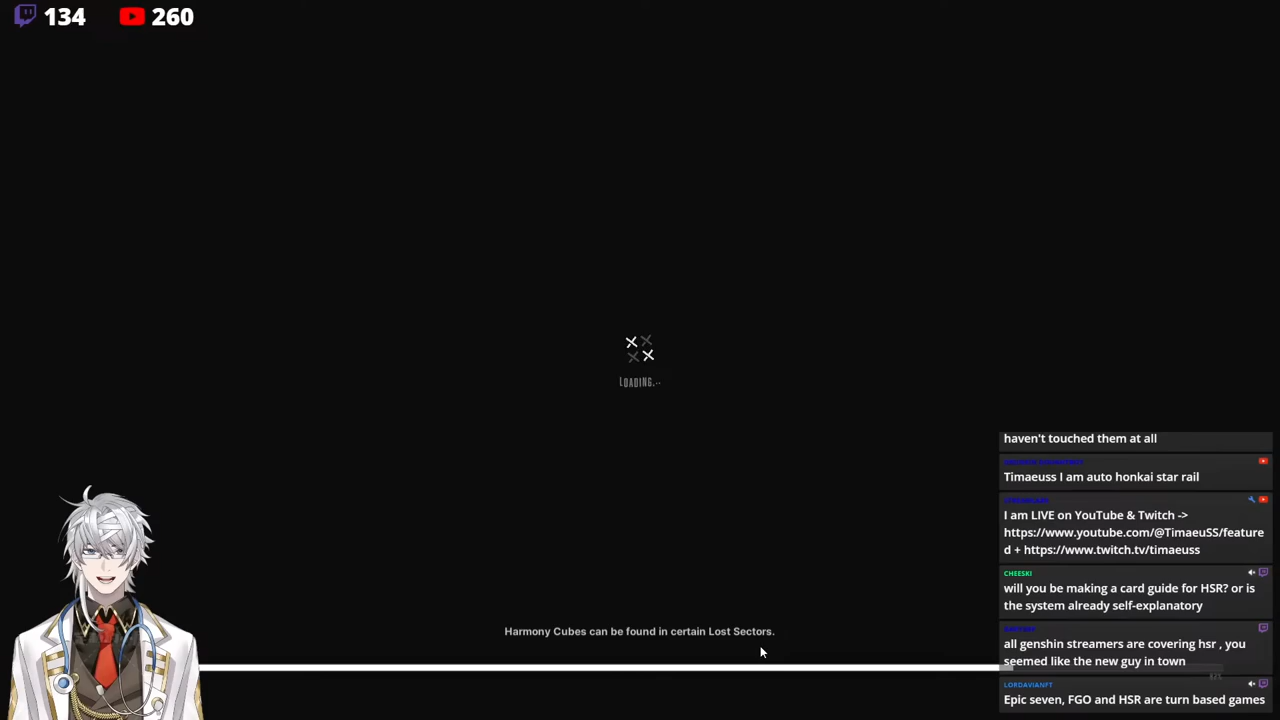 134 260
LOADING...
haven't touched them at all
Timaeuss I am auto honkai star rail
I am LIVE on YouTube & Twitch ->
https://www.youtube.com/@TimaeuSS/feature
d + https://www.twitch.tv/timaeuss
CHEESKI
will you be making a card guide for HSR? or is
the system already self-explanatory
Harmony Cubes can be found in certain Lost Sectors.
all genshin streamers are covering hsr , you
seemed like the new guy in town
LORDAVIANFT
Epic seven, FGO and HSR are turn based games